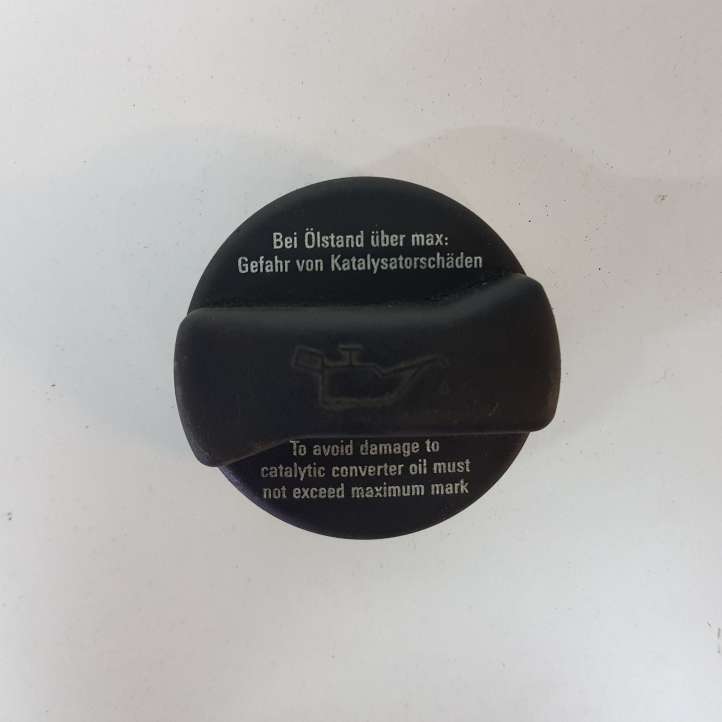 Bei Ölstand über max:
Gefahr von Katalysatorschäden
To avoid damage to
catalytic converter oil must
not exceed maximum mark